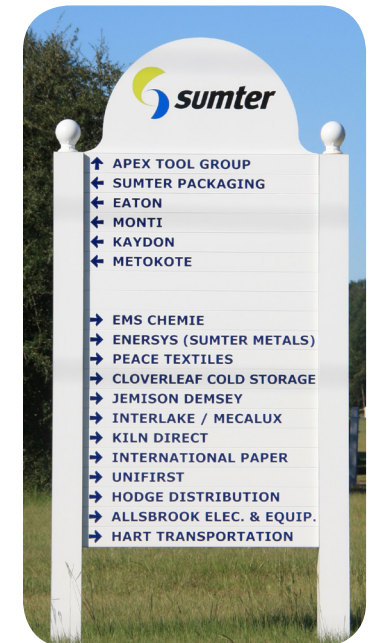 sumter
↑ APEX TOOL GROUP
← SUMTER PACKAGING
← EATON
← MONTI
← KAYDON
← METOKOTE
→ EMS CHEMIE
→ ENERSYS (SUMTER METALS)
→ PEACE TEXTILES
→ CLOVERLEAF COLD STORAGE
→ JEMISON DEMSEY
→ INTERLAKE / MECALUX
→ KILN DIRECT
→ INTERNATIONAL PAPER
→ UNIFIRST
→ HODGE DISTRIBUTION
→ ALLSBROOK ELEC. & EQUIP.
→ HART TRANSPORTATION